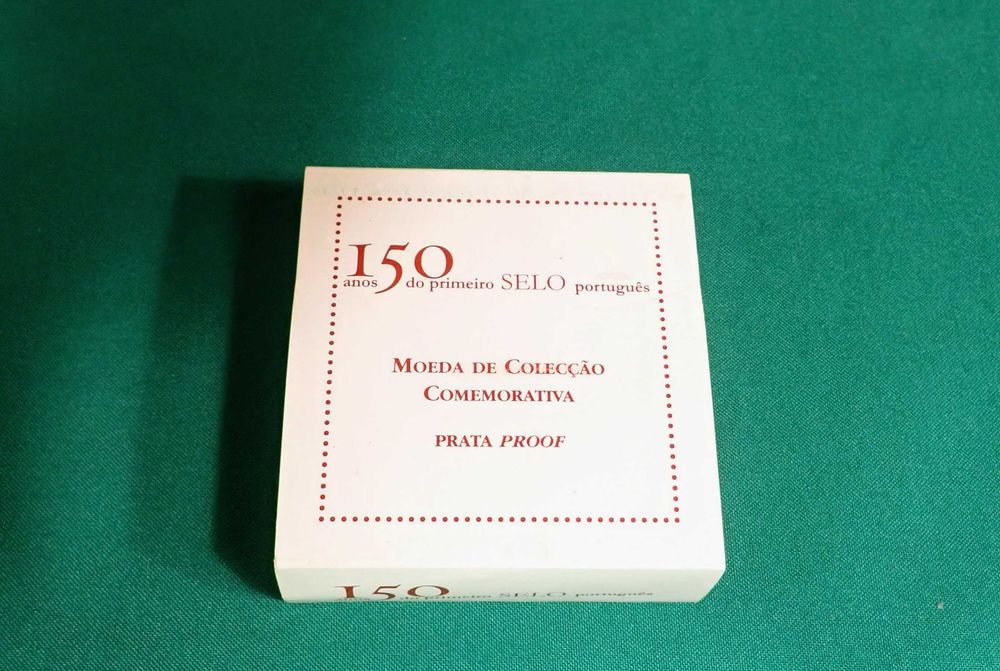 150
anos do primeiro SELO português
MOEDA DE COLECÇÃO
COMEMORATIVA
PRATA PROOF
150
anos do primeiro SELO português